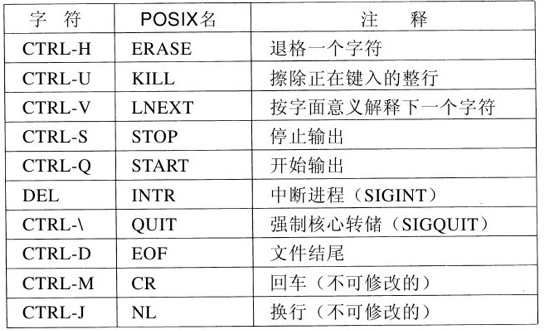 字 符 POSIX名 注 释
CTRL-H ERASE 退格一个字符
CTRL-U KILL 擦除正在键入的整行
CTRL-V LNEXT 按字面意义解释下一个字符
CTRL-S STOP 停止输出
CTRL-Q START 开始输出
DEL INTR 中断进程（SIGINT）
CTRL-\ QUIT 强制核心转储（SIGQUIT）
CTRL-D EOF 文件结尾
CTRL-M CR 回车（不可修改的）
CTRL-J NL 换行（不可修改的）